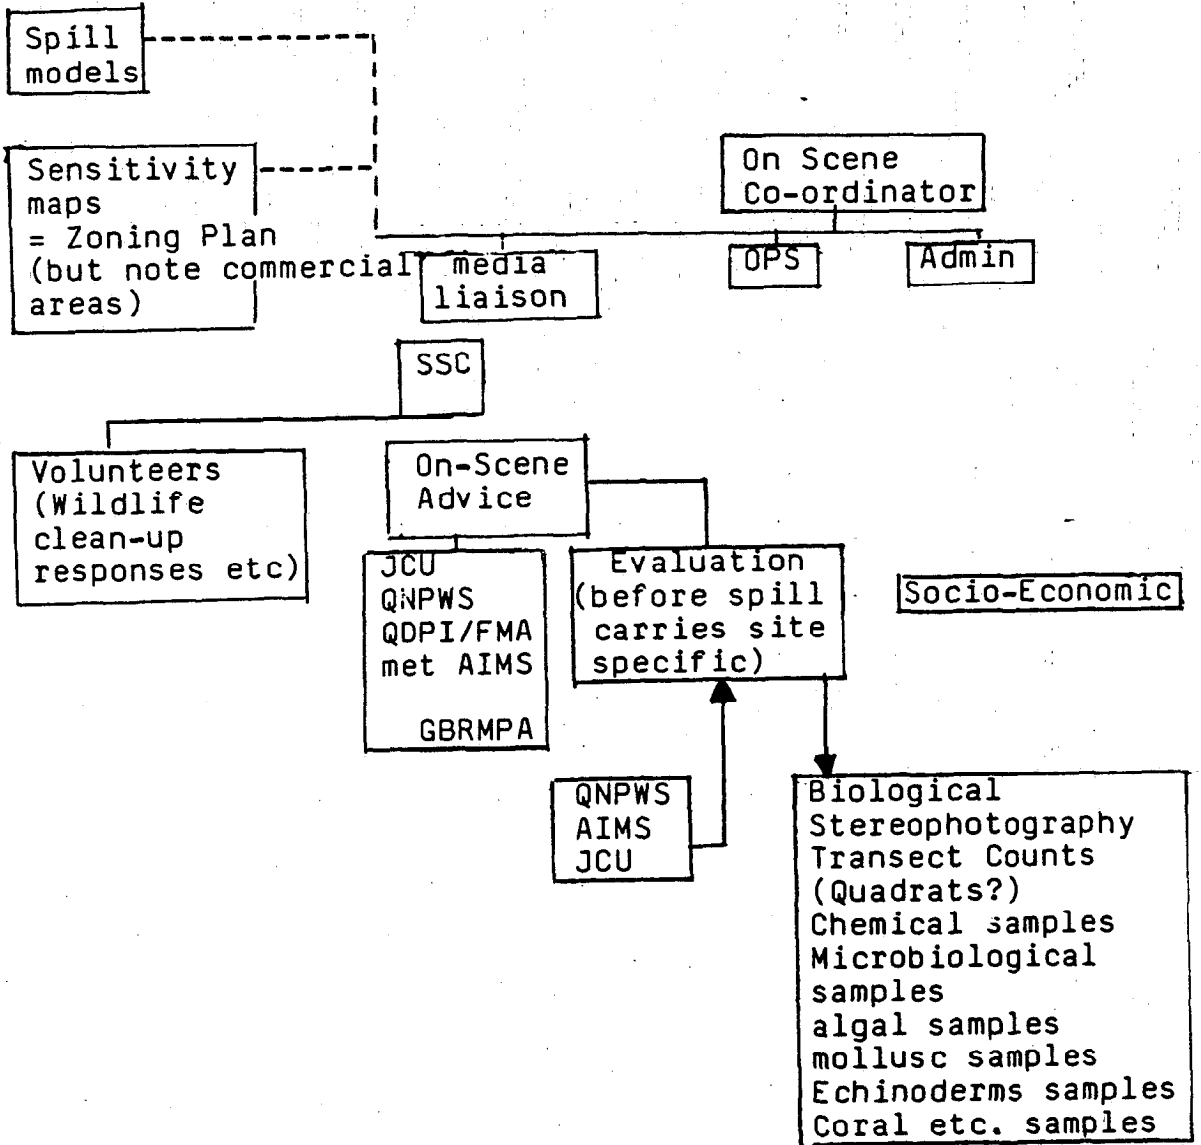 Spill
models
Sensitivity
maps
= Zoning Plan
(but note commercial
areas)
On Scene
Co-ordinator
media
liaison
OPS
Admin
SSC
Volunteers
(Wildlife
clean-up
responses etc)
On-Scene
Advice
JCU
QNPWS
QDPI/FMA
met AIMS
GBRMPA
Evaluation
(before spill
carries site
specific)
Socio-Economic
QNPWS
AIMS
JCU
Biological
Stereophotography
Transect Counts
(Quadrats?)
Chemical samples
Microbiological
samples
algal samples
mollusc samples
Echinoderms samples
Coral etc. samples